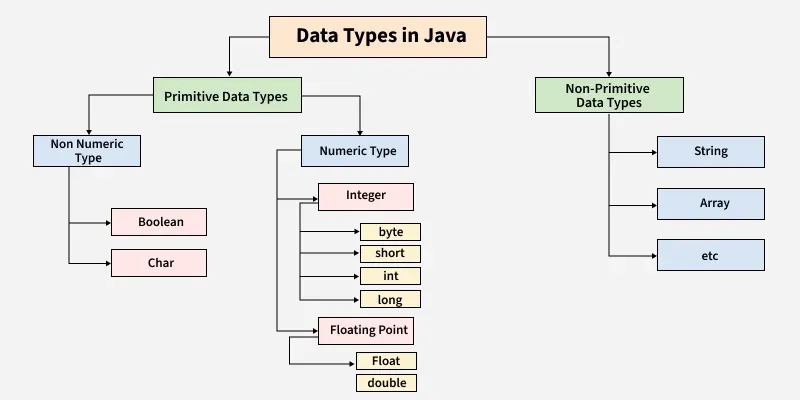 Data Types in Java
Primitive Data Types
Non-Primitive
Data Types
Non Numeric
Type
Numeric Type
String
Integer
Array
Boolean
byte
short
Char
etc
int
long
Floating Point
Float
double